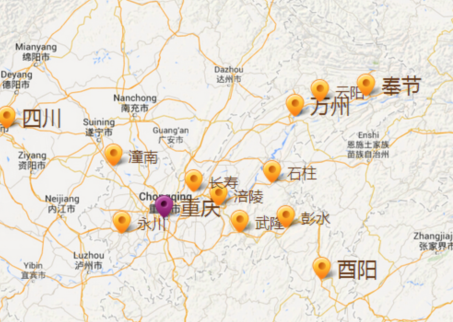 Mianyang
绵阳市
Deyang
德阳市
Dazhou
达州市
云阳
奉节
万州
Nanchong
南充市
四川
Suining
遂宁市
Guang'an
广安市
Enshi
恩施土家族
苗族自治州
Ziyang
资阳市
潼南
石柱
长寿
Neijiang
内江市
Chongqing
重庆
涪陵
永川
武隆
彭水
Zhangjiaj
张家界市
Luzhou
泸州市
Yibin
宜宾市
酉阳